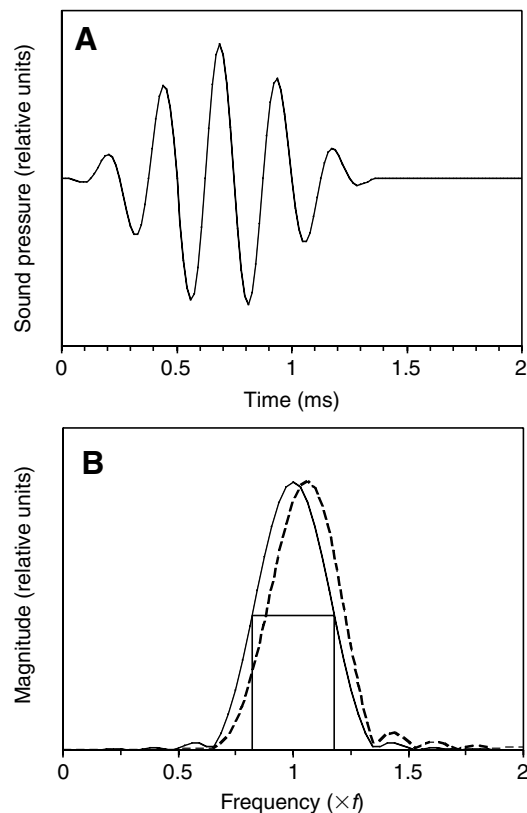 A
Sound pressure (relative units)
0 0.5 1 1.5 2
Time (ms)
B
Magnitude (relative units)
0 0.5 1 1.5 2
Frequency (×f)